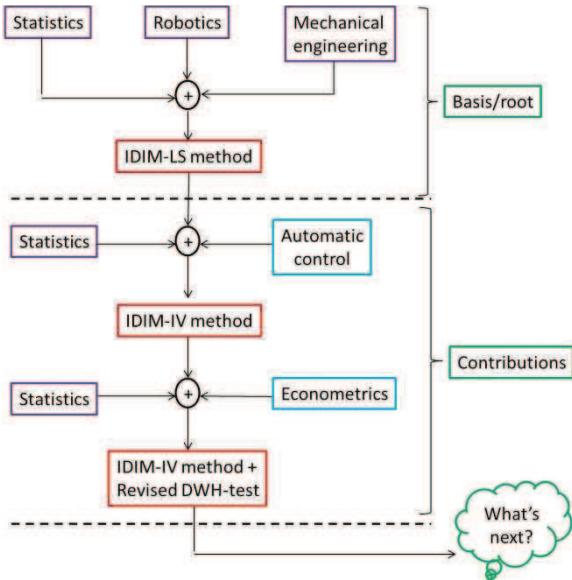 Statistics
Robotics
Mechanical
engineering
+
Basis/root
IDIM-LS method
Statistics
+
Automatic
control
IDIM-IV method
Contributions
Statistics
+
Econometrics
IDIM-IV method +
Revised DWH-test
What's
next?